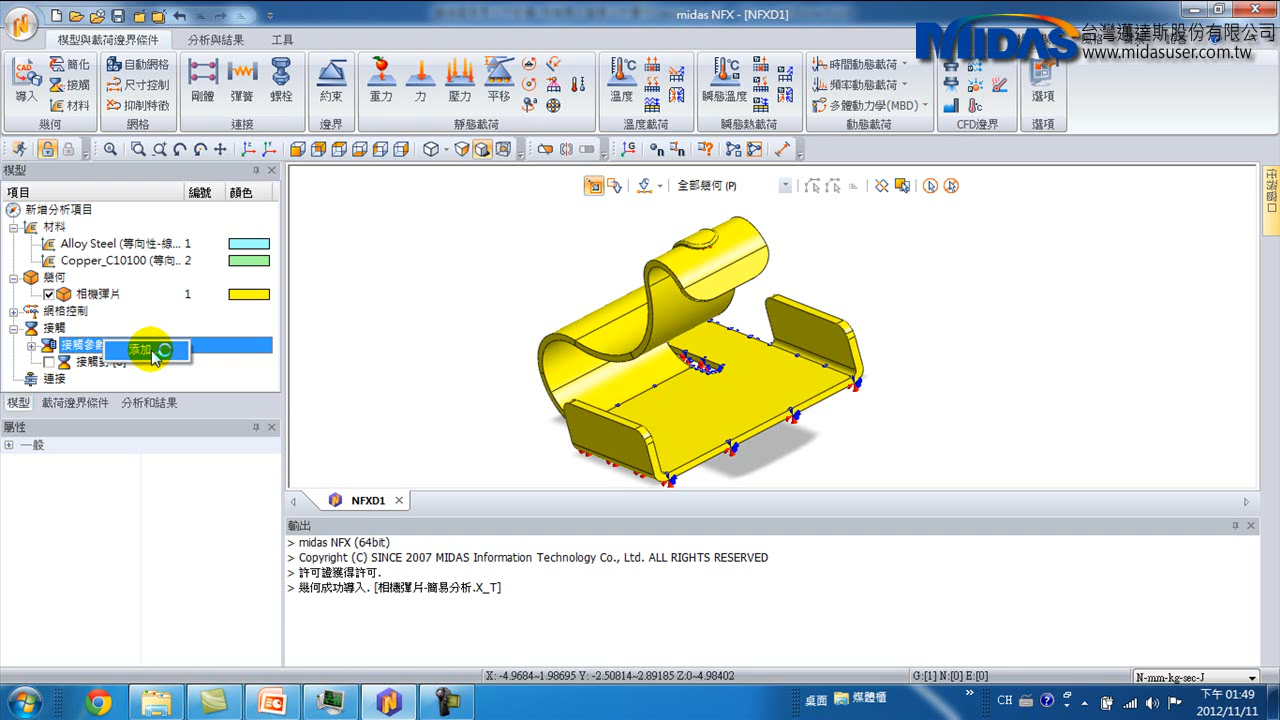 midas NFX - [NFXD1]
MIDAS 台灣邁達斯股份有限公司
www.midasuser.com.tw
模型與載荷邊界條件 分析與結果 工具
導入 簡化 接觸 材料 幾何
自動網格 尺寸控制 抑制特徵 網格
剛體 彈簧 螺栓 連接
約束 邊界
重力 力 壓力 平移 靜態載荷
溫度 溫度載荷
瞬態溫度 瞬態熱載荷
時間動態載荷 頻率動態載荷 多體動力學(MBD) 動態載荷
CFD邊界
選項 選項
模型
項目 編號 顏色
新增分析項目
材料
Alloy Steel (等向性-線... 1
Copper_C10100 (等向.. 2
幾何
相機彈片 1
網格控制
接觸
接觸參數
添加...
接觸對 [0]
連接
模型 載荷邊界條件 分析和結果
屬性
一般
全部幾何 (P)
任務窗口
NFXD1
輸出
> midas NFX (64bit)
> Copyright (C) SINCE 2007 MIDAS Information Technology Co., Ltd. ALL RIGHTS RESERVED
> 許可證獲得許可.
> 幾何成功導入. [相機彈片-簡易分析.X_T]
X: -4.9684~1.98695 Y: -2.50814~2.89185 Z:0~4.98402
G:[1] N:[0] E:[0]
N-mm-kg-sec-J
桌面 媒體櫃
CH
下午 01:49
2012/11/11